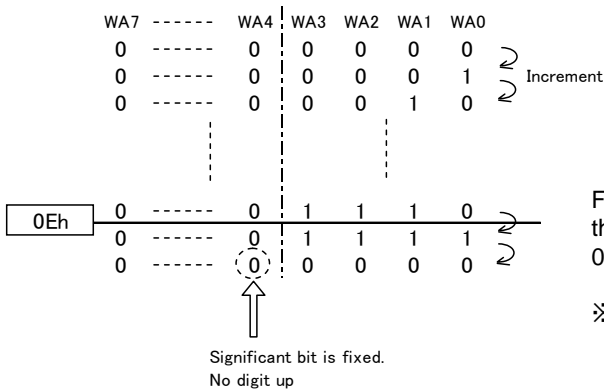 WA7 ------ WA4 WA3 WA2 WA1 WA0
0 ------ 0 0 0 0 0
0 ------ 0 0 0 0 1
Increment
0 ------ 0 0 0 1 0
0Eh
0 ------ 0 1 1 1 0
0 ------ 0 1 1 1 1
0 ------ 0 0 0 0 0
Significant bit is fixed.
No digit up
F
th
0
※